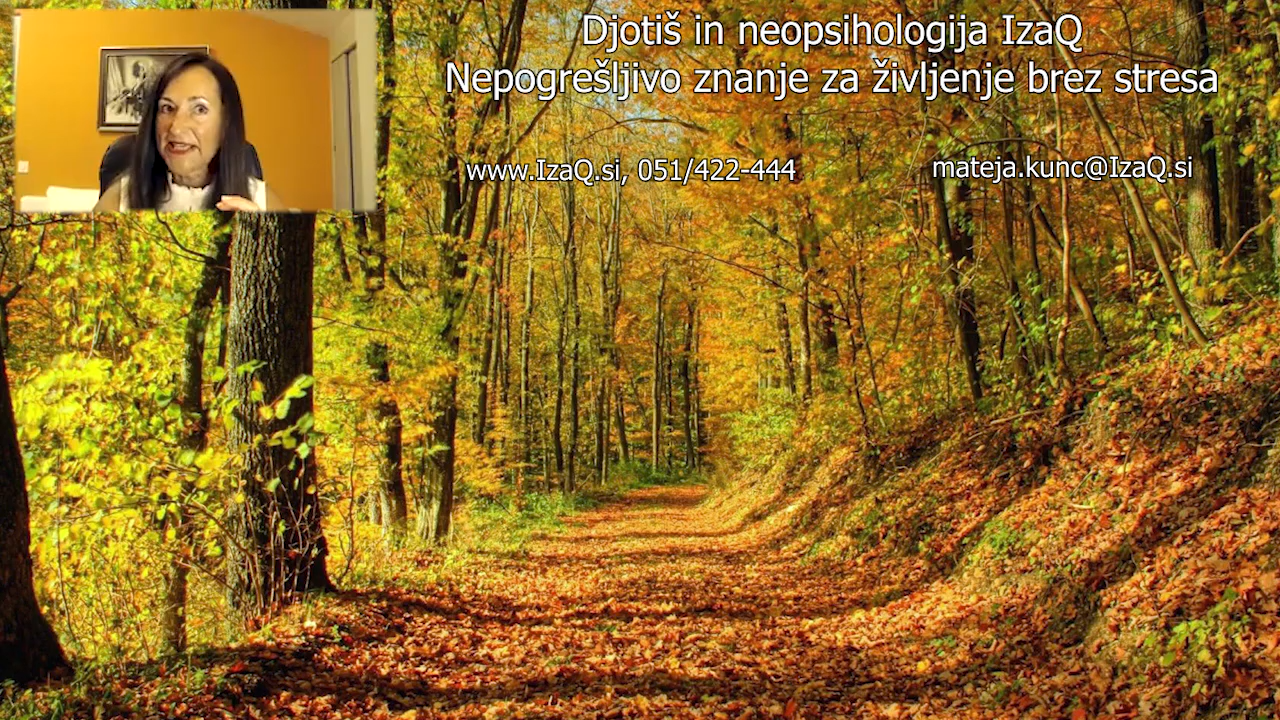 Djotiš in neopsihologija IzaQ
Nepogrešljivo znanje za življenje brez stresa
www.IzaQ.si, 051/422-444 mateja.kunc@IzaQ.si